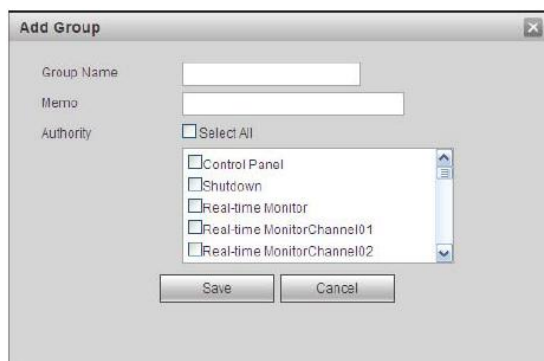 Add Group
Group Name
Memo
Authority
Select All
Control Panel
Shutdown
Real-time Monitor
Real-time MonitorChannel01
Real-time MonitorChannel02
Save
Cancel